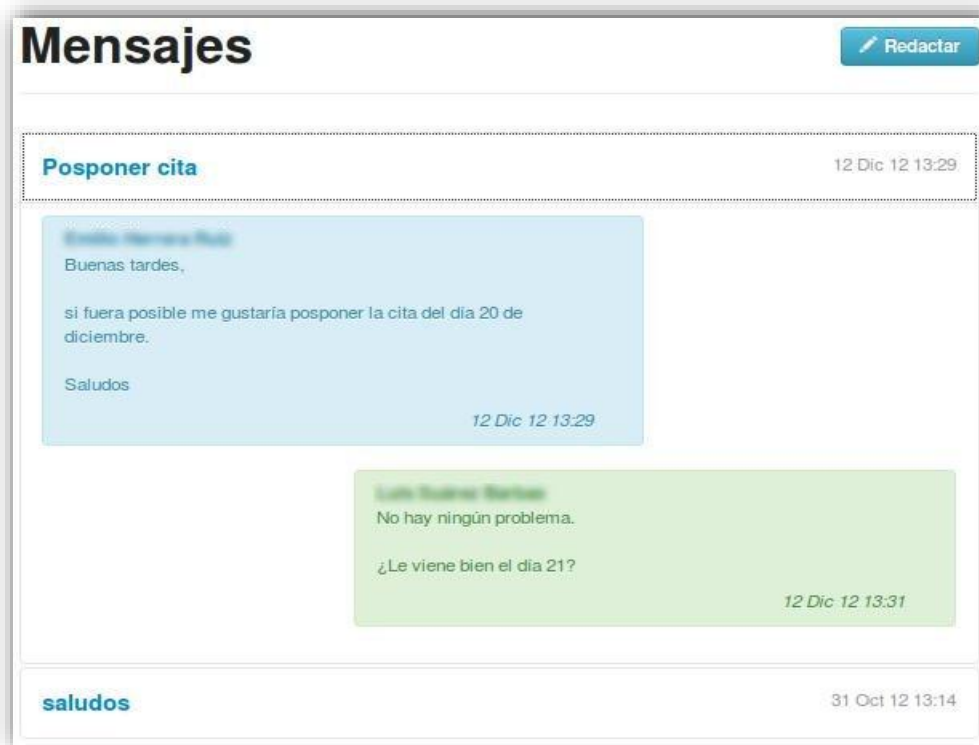 Mensajes
Redactar
Posponer cita
12 Dic 12 13:29
Buenas tardes,
si fuera posible me gustaría posponer la cita del día 20 de
diciembre.
Saludos
12 Dic 12 13:29
No hay ningún problema.
¿Le viene bien el día 21?
12 Dic 12 13:31
saludos
31 Oct 12 13:14